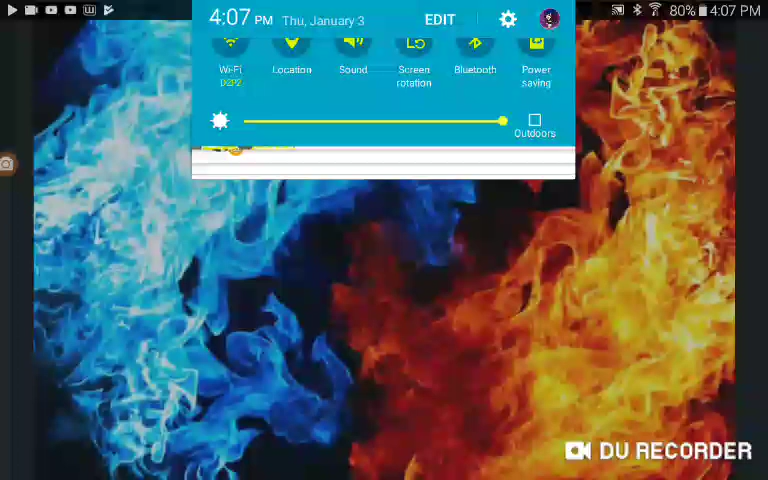 4:07 PM Thu, January 3 EDIT
80% 4:07 PM
Wi-Fi Location Sound Screen rotation Bluetooth Power saving
DZP2
Outdoors
DU RECORDER